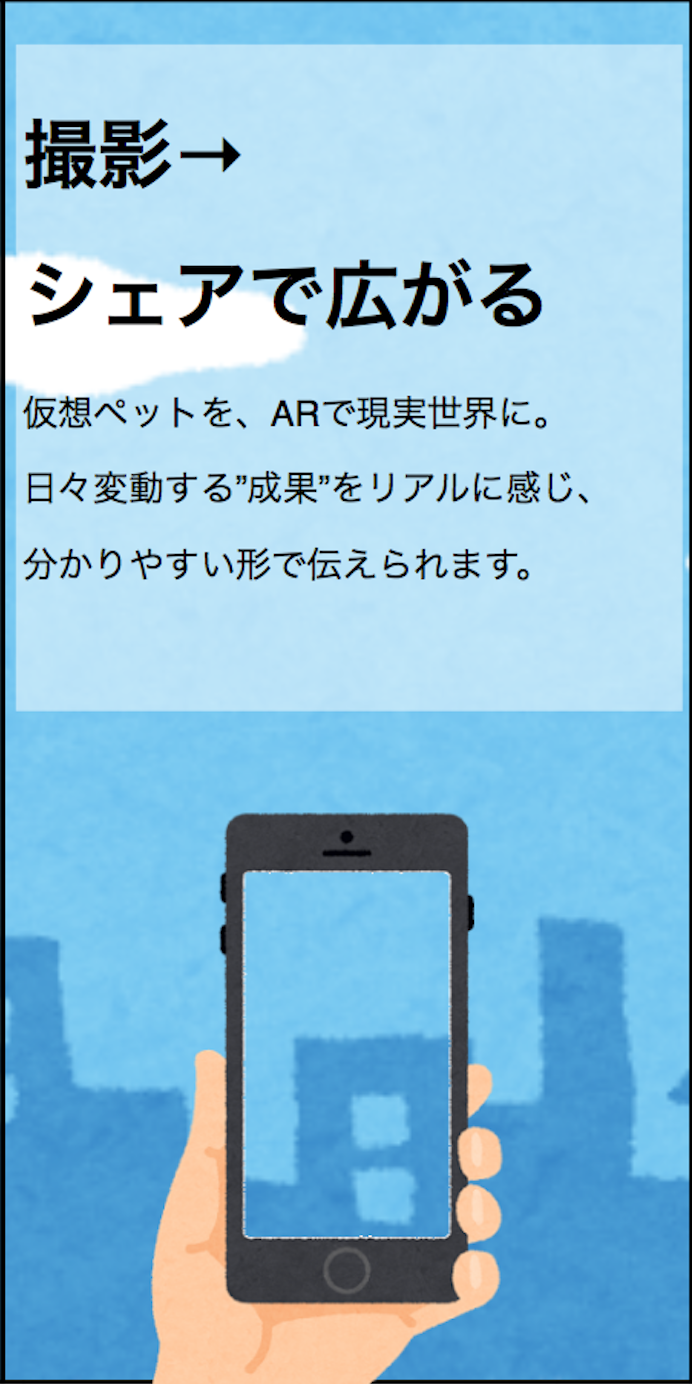 撮影→
シェアで広がる
仮想ペットを、ARで現実世界に。
日々変動する”成果”をリアルに感じ、
分かりやすい形で伝えられます。